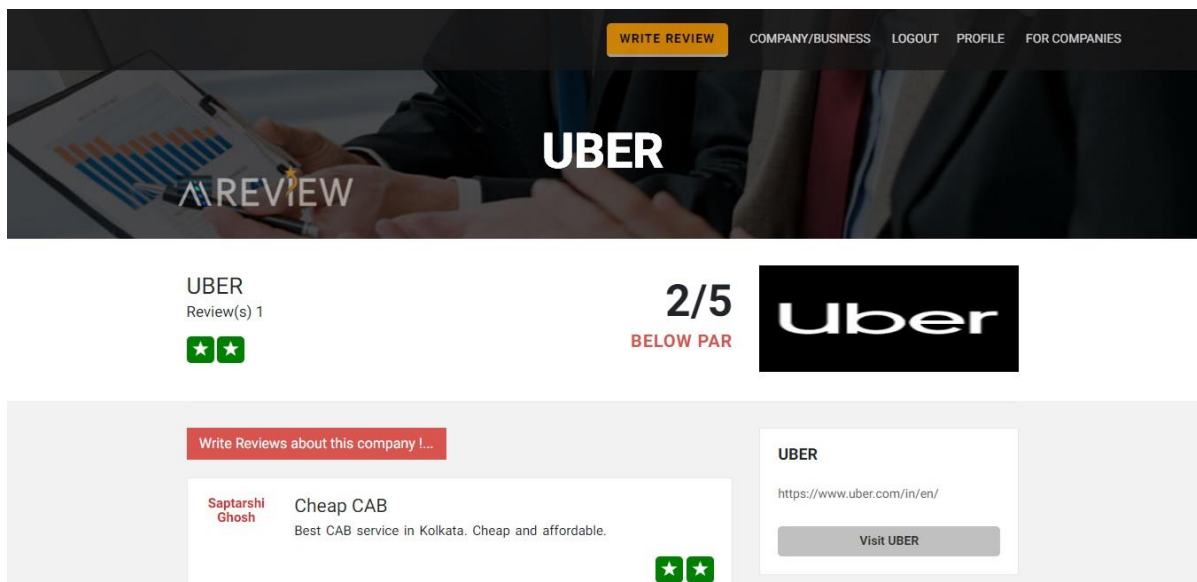 WRITE REVIEW COMPANY/BUSINESS LOGOUT PROFILE FOR COMPANIES
UBER
REVIEW
UBER
Review(s) 1
2/5
BELOW PAR
Uber
Write Reviews about this company !...
Saptarshi
Ghosh
Cheap CAB
Best CAB service in Kolkata. Cheap and affordable.
UBER
https://www.uber.com/in/en/
Visit UBER